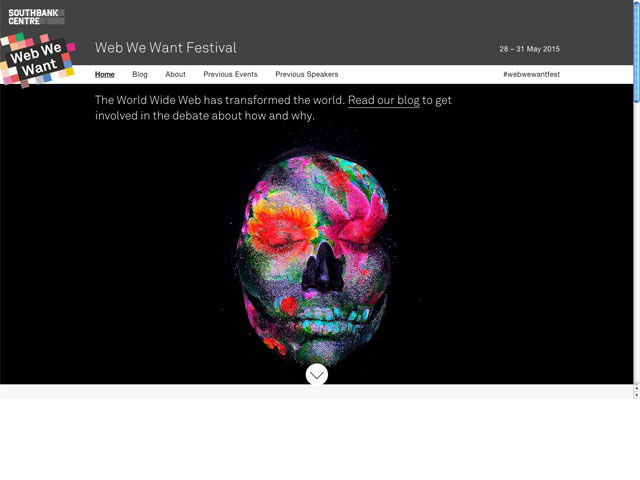 SOUTHBANK
CENTRE
Web We
Want
Web We Want Festival
28 – 31 May 2015
Home Blog About Previous Events Previous Speakers
#webwewantfest
The World Wide Web has transformed the world. Read our blog to get
involved in the debate about how and why.